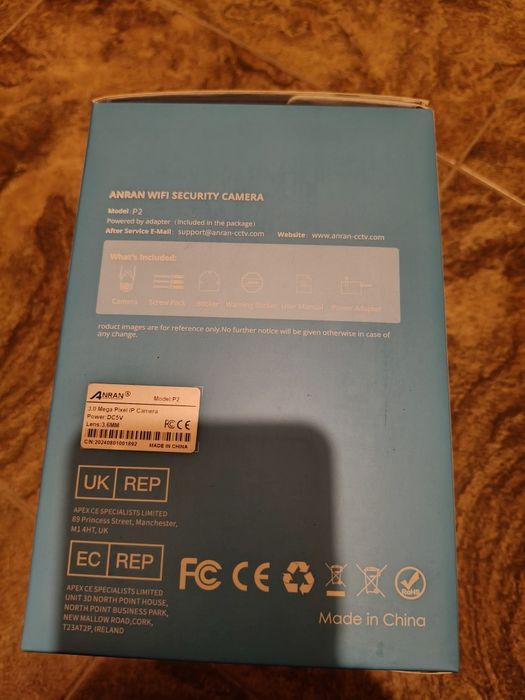 ANRAN WIFI SECURITY CAMERA
Model: P2
Powered by adapter (Included in the package)
After Service E-Mail: support@anran-cctv.com Website: www.anran-cctv.com
What's Included:
Camera Screw Pack Sticker Warning Sticker User Manual Power Adapter
roduct images are for reference only.No further notice will be given otherwise in case of
any change.
ANRAN® Model:P2
3.0 Mega Pixel IP Camera
Power:DC5V
Lens:3.6MM FC CE
C/N:20240801001892 MADE IN CHINA
UK REP
APEX CE SPECIALISTS LIMITED
89 Princess Street, Manchester,
M1 4HT, UK
EC REP
APEX CE SPECIALISTS LIMITED
UNIT 3D NORTH POINT HOUSE,
NORTH POINT BUSINESS PARK,
NEW MALLOW ROAD,CORK,
T23AT2P, IRELAND
FC CE RoHS
Made in China